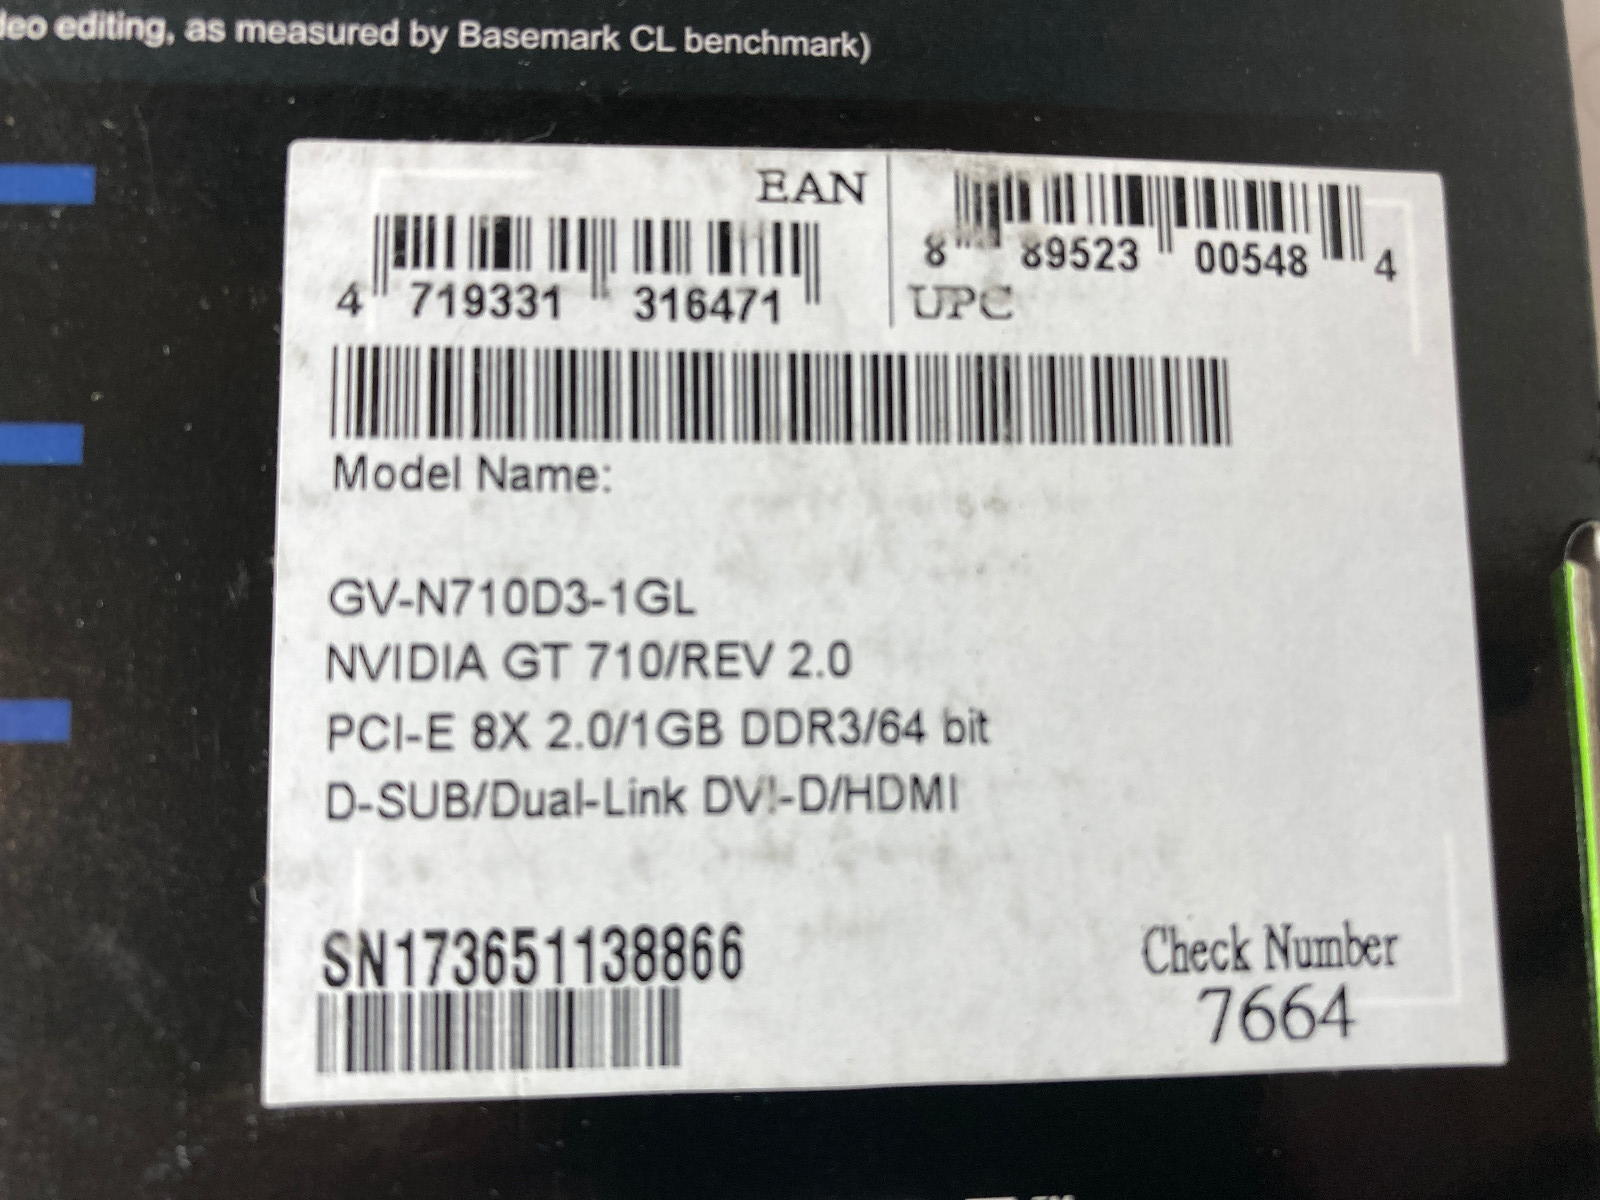 editing, as measured by Basemark CL benchmark)
EAN
4 719331 316471
8 89523 00548 4
UPC
Model Name:
GV-N710D3-1GL
NVIDIA GT 710/REV 2.0
PCI-E 8X 2.0/1GB DDR3/64 bit
D-SUB/Dual-Link DVI-D/HDMI
SN173651138866
Check Number
7664